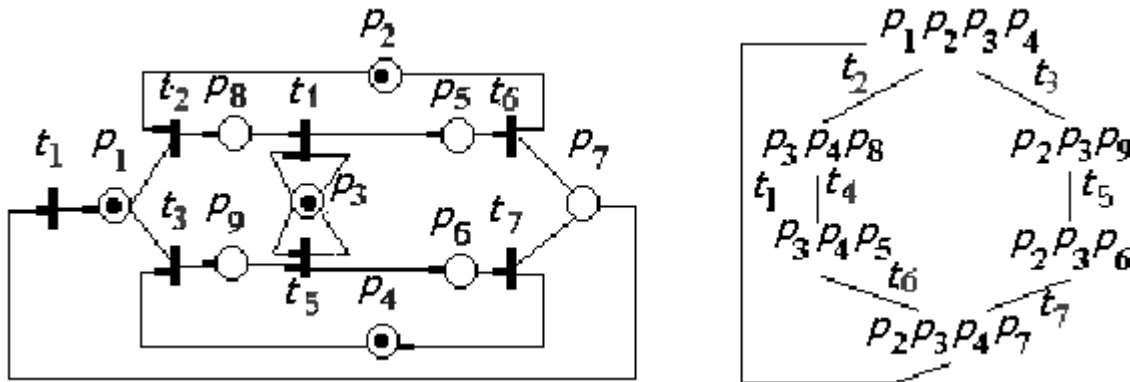 p2
t2 p8 t1 p5 t6
t1 p1 p7
p3
t3 p9 p6 t7
t5 p4
p1p2p3p4
t2 t3
p3p4p8 p2p3p9
t1 t4 t5
p3p4p5 p2p3p6
t6 t7
p2p3p4p7